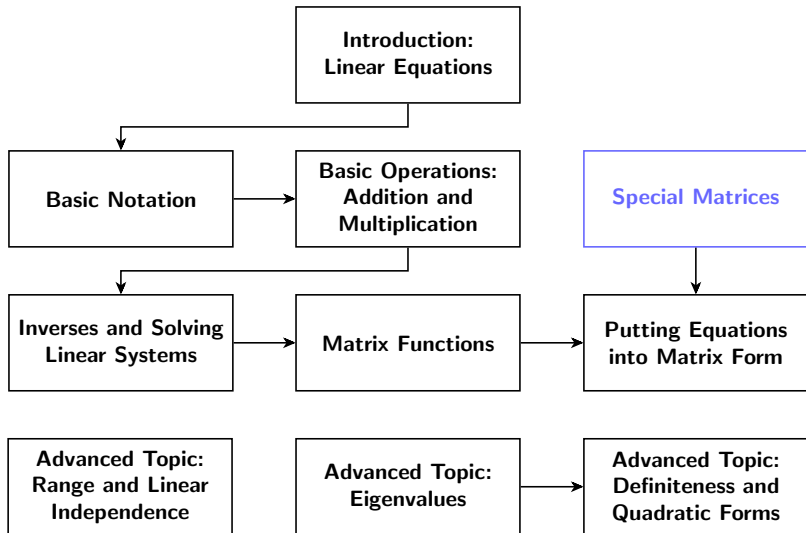 Introduction:
Linear Equations
Basic Notation
Basic Operations:
Addition and
Multiplication
Special Matrices
Inverses and Solving
Linear Systems
Matrix Functions
Putting Equations
into Matrix Form
Advanced Topic:
Range and Linear
Independence
Advanced Topic:
Eigenvalues
Advanced Topic:
Definiteness and
Quadratic Forms